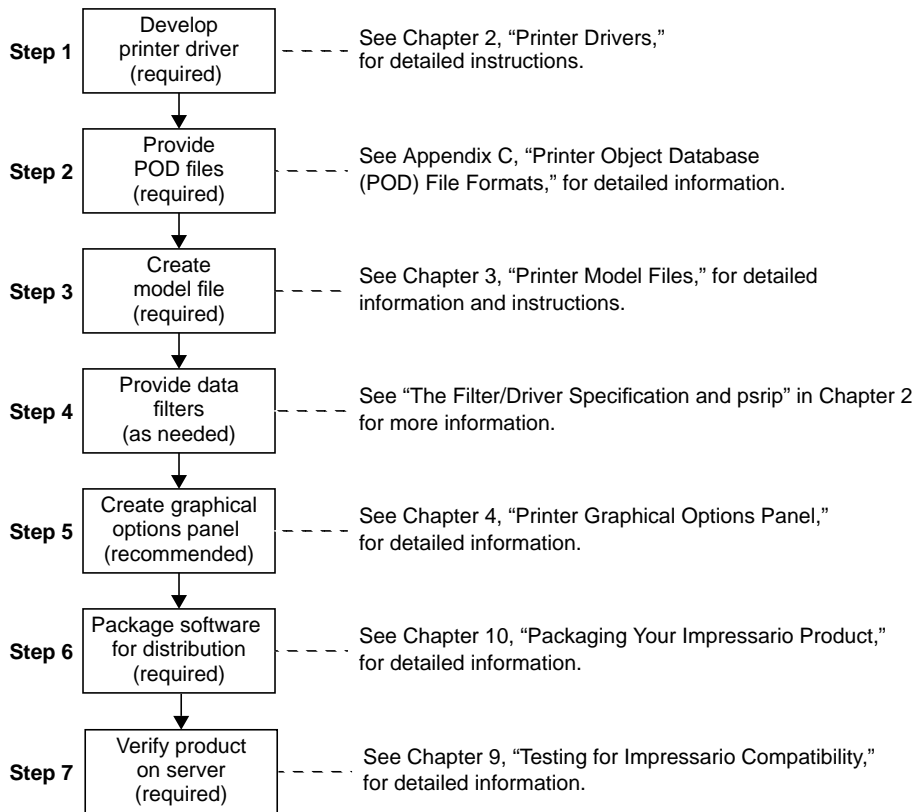 Step 1
Develop
printer driver
(required)
See Chapter 2, “Printer Drivers,”
for detailed instructions.
Step 2
Provide
POD files
(required)
See Appendix C, “Printer Object Database
(POD) File Formats,” for detailed information.
Step 3
Create
model file
(required)
See Chapter 3, “Printer Model Files,” for detailed
information and instructions.
Step 4
Provide data
filters
(as needed)
See “The Filter/Driver Specification and psrip” in Chapter 2
for more information.
Step 5
Create graphical
options panel
(recommended)
See Chapter 4, “Printer Graphical Options Panel,”
for detailed information.
Step 6
Package software
for distribution
(required)
See Chapter 10, “Packaging Your Impressario Product,”
for detailed information.
Step 7
Verify product
on server
(required)
See Chapter 9, “Testing for Impressario Compatibility,”
for detailed information.